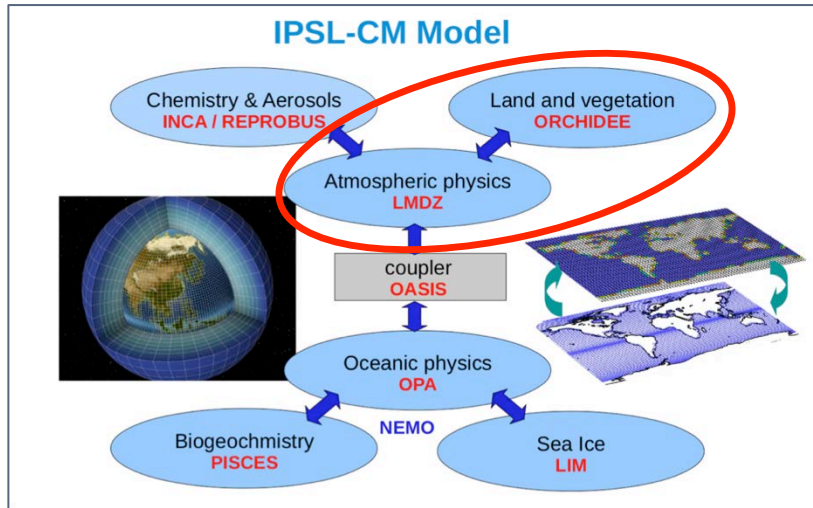 IPSL-CM Model
Chemistry & Aerosols
INCA / REPROBUS
Land and vegetation
ORCHIDEE
Atmospheric physics
LMDZ
coupler
OASIS
Oceanic physics
OPA
NEMO
Biogeochmistry
PISCES
Sea Ice
LIM